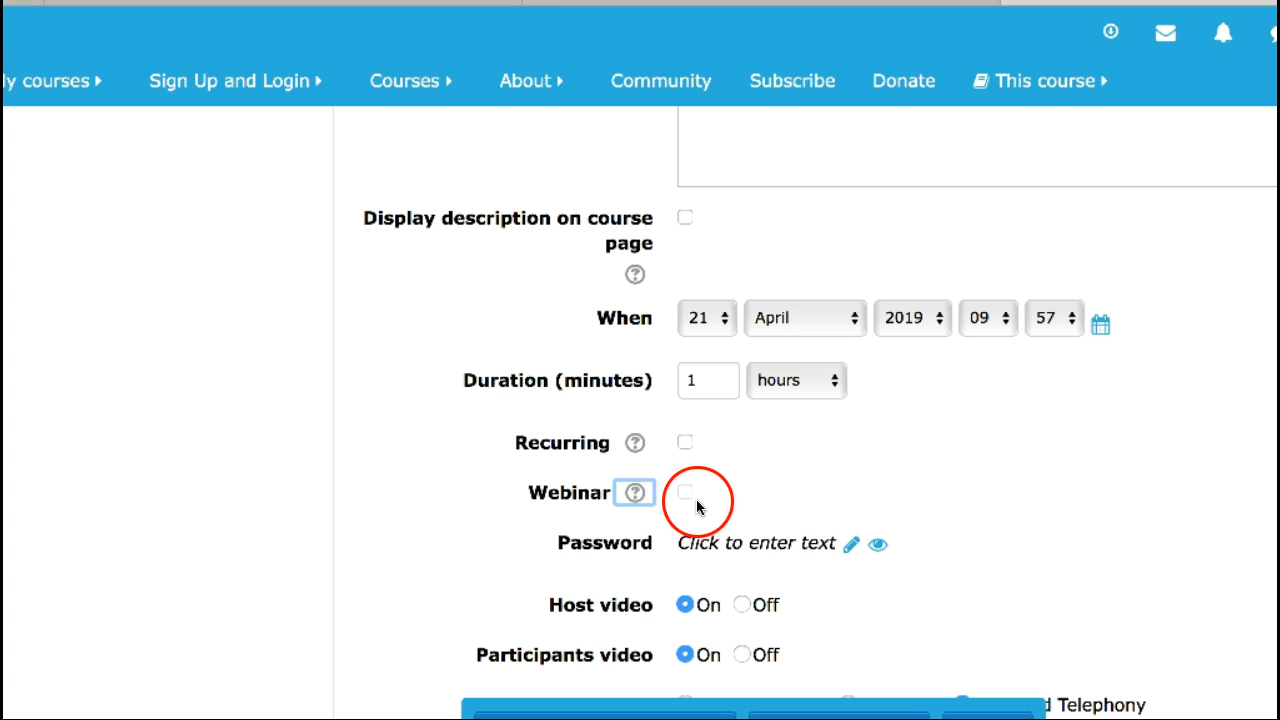 Sign Up and Login
courses
Courses
About
Community
Subscribe
Donate
This course
Display description on course
page
When
21
April
2019
09
57
Duration (minutes)
1
hours
Recurring
Webinar
Password
Click to enter text
Host video
On
Off
Participants video
On
Off
Telephony